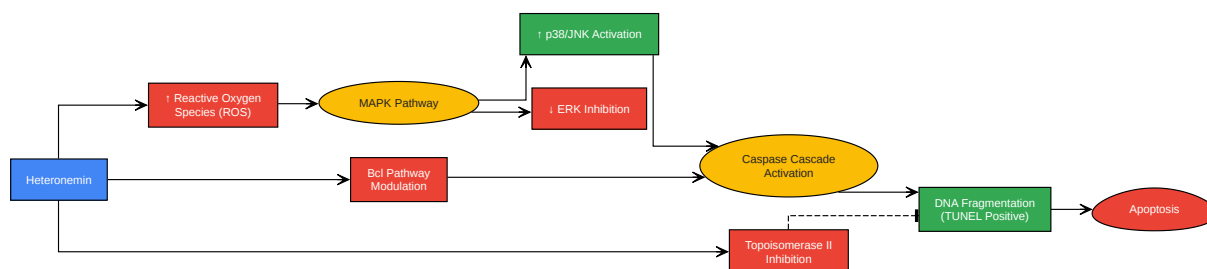 ↑ p38/JNK Activation
↑ Reactive Oxygen
Species (ROS)
MAPK Pathway
↓ ERK Inhibition
Caspase Cascade
Activation
Heteronemin
Bcl Pathway
Modulation
DNA Fragmentation
(TUNEL Positive)
Apoptosis
Topoisomerase II
Inhibition